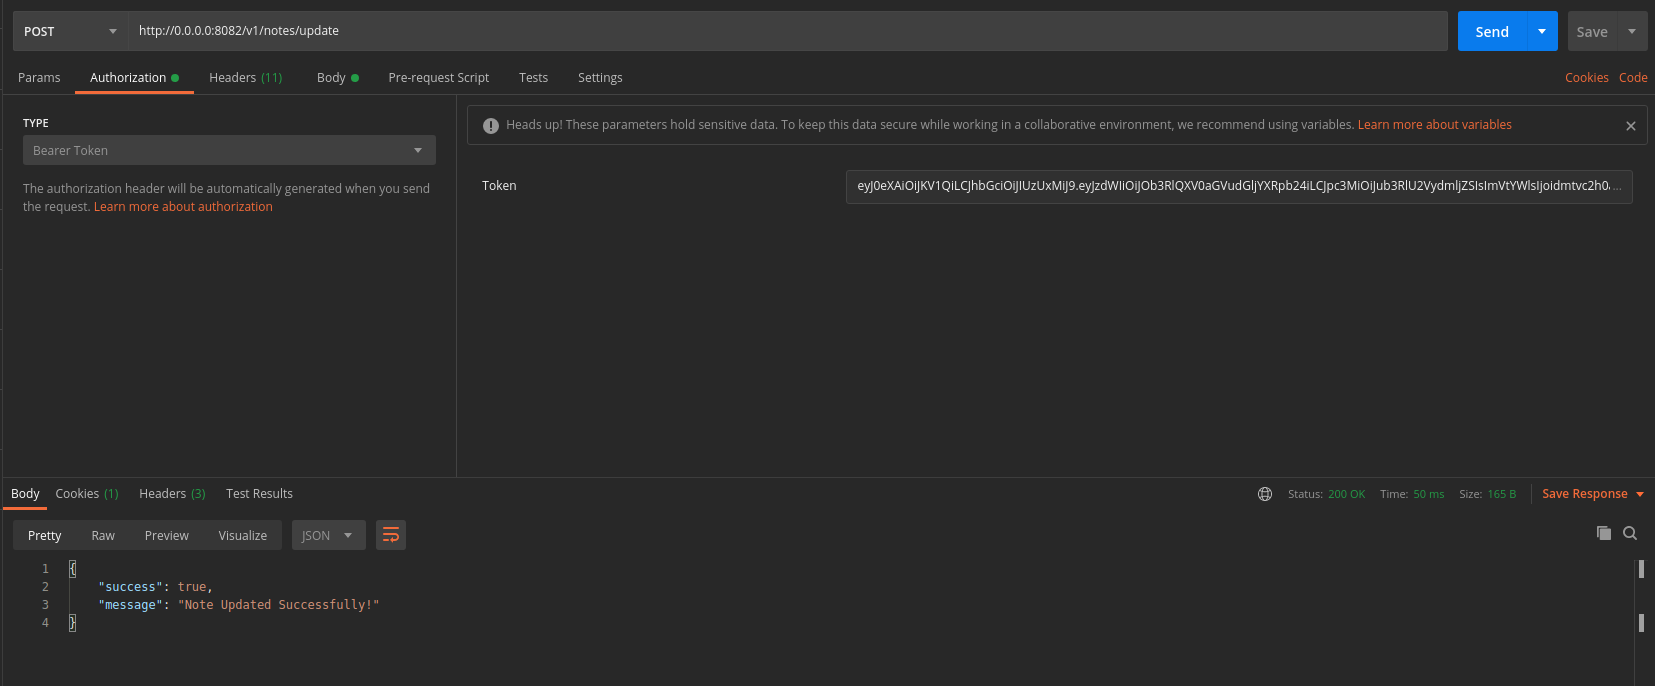 POST http://0.0.0.0:8082/v1/notes/update Send Save
Params Authorization Headers (11) Body Pre-request Script Tests Settings Cookies Code
TYPE
Bearer Token
The authorization header will be automatically generated when you send
the request. Learn more about authorization
Heads up! These parameters hold sensitive data. To keep this data secure while working in a collaborative environment, we recommend using variables. Learn more about variables
Token
Body Cookies (1) Headers (3) Test Results Status: 200 OK Time: 50 ms Size: 165 B Save Response
Pretty Raw Preview Visualize JSON
1 {
2 "success": true,
3 "message": "Note Updated Successfully!"
4 }